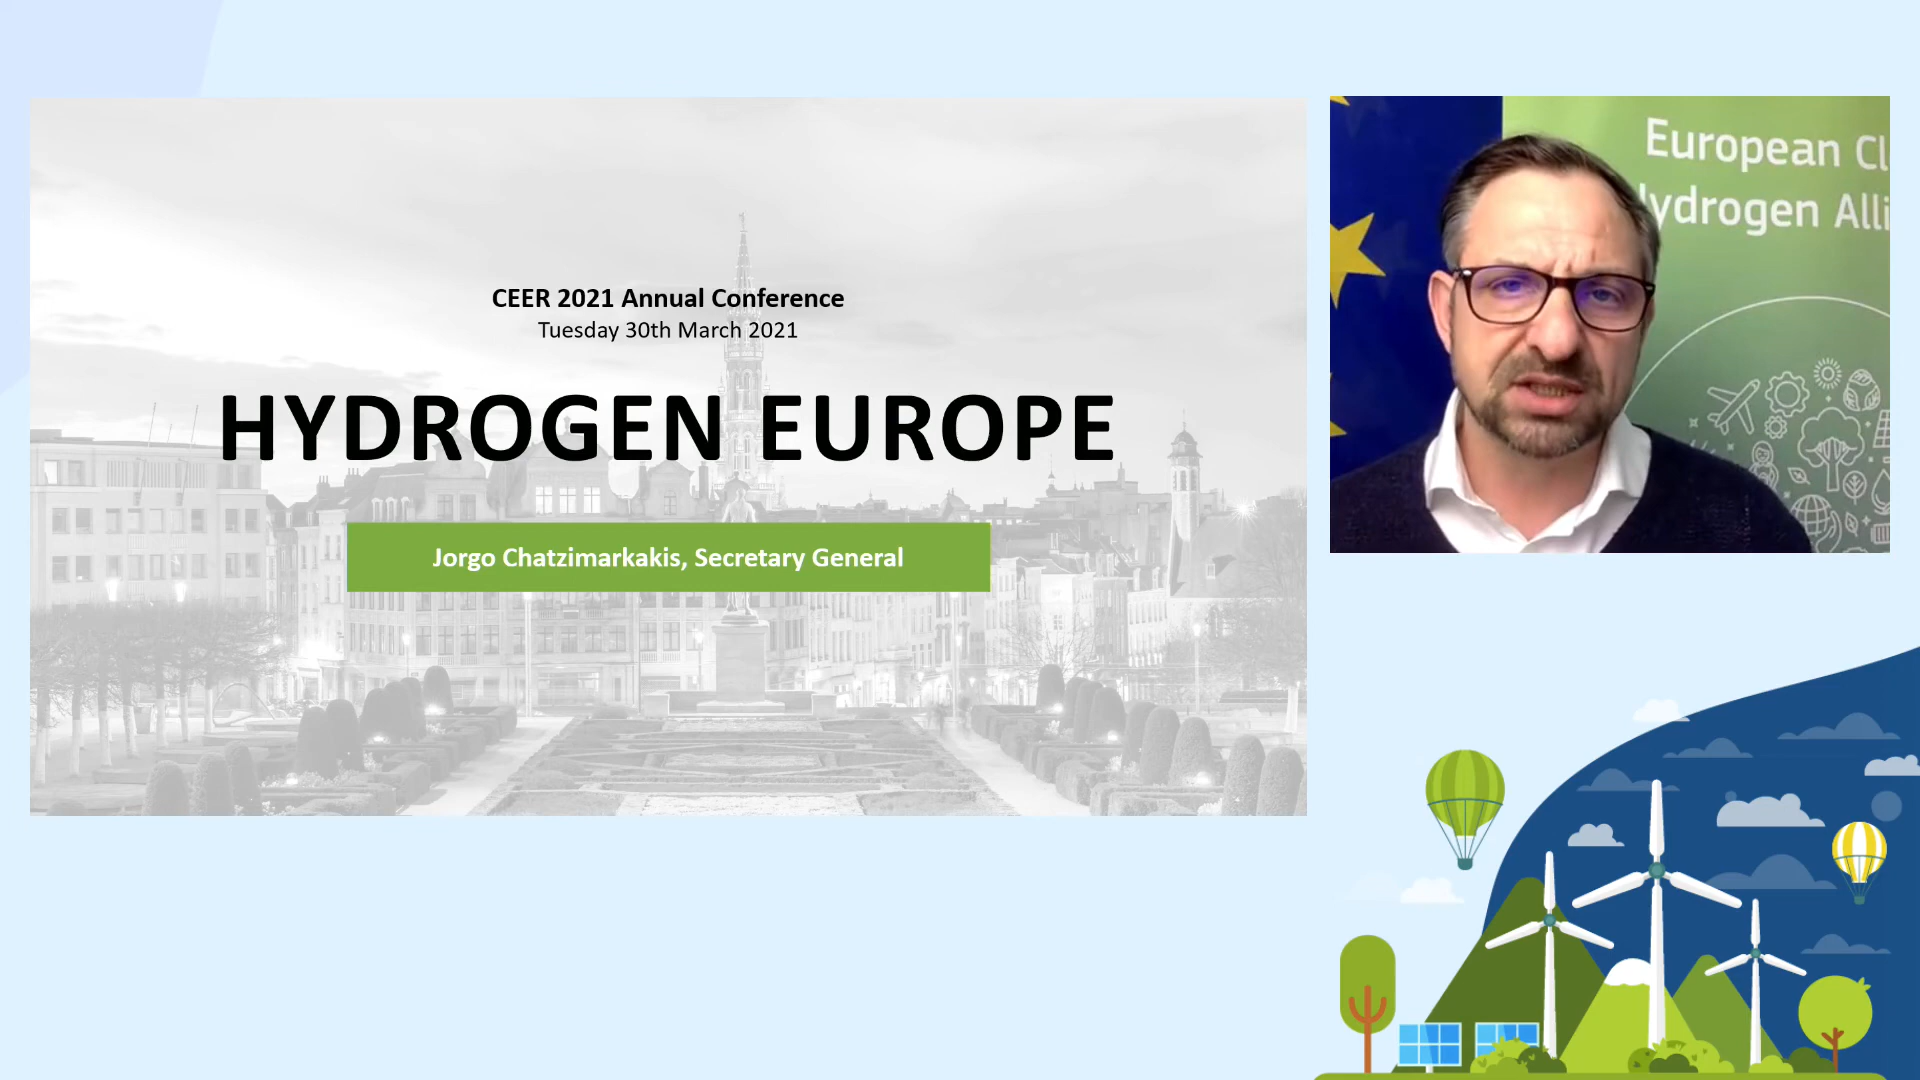 CEER 2021 Annual Conference
Tuesday 30th March 2021
HYDROGEN EUROPE
Jorgo Chatzimarkakis, Secretary General
European Cl
ydrogen Alli